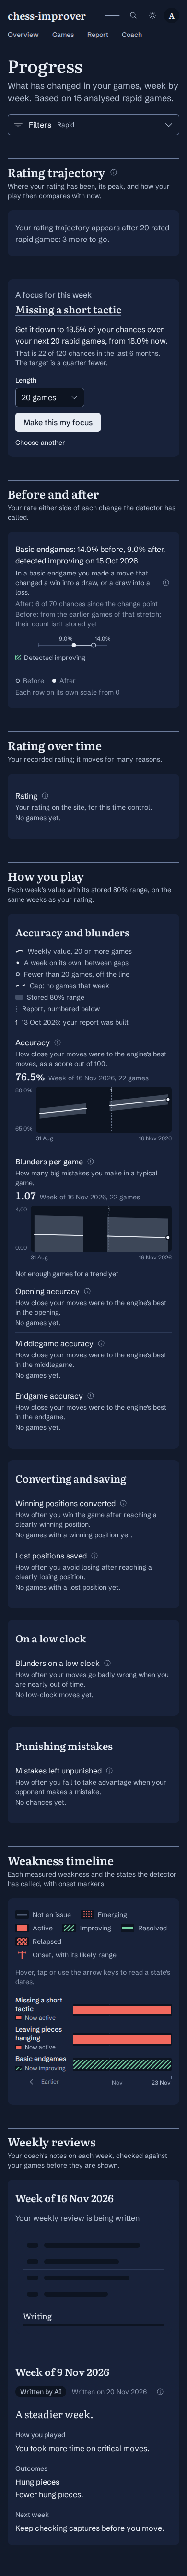 chess-improver
A
Overview Games Report Coach
Progress
What has changed in your games, week by
week. Based on 15 analysed rapid games.
Filters Rapid
Rating trajectory
Where your rating has been, its peak, and how your
play then compares with now.
Your rating trajectory appears after 20 rated
rapid games: 3 more to go.
A focus for this week
Missing a short tactic
Get it down to 13.5% of your chances over
your next 20 rapid games, from 18.0% now.
That is 22 of 120 chances in the last 6 months.
The target is a quarter fewer.
Length
20 games
Make this my focus
Choose another
Before and after
Your rate either side of each change the detector has
called.
Basic endgames: 14.0% before, 9.0% after,
detected improving on 15 Oct 2026
In a basic endgame you made a move that
changed a win into a draw, or a draw into a
loss.
After: 6 of 70 chances since the change point
Before: from the earlier games of that stretch;
their count isn't stored yet
9.0% 14.0%
Detected improving
Before After
Each row on its own scale from 0
Rating over time
Your recorded rating; it moves for many reasons.
Rating
Your rating on the site, for this time control.
No games yet.
How you play
Each week's value with its stored 80% range, on the
same weeks as your rating.
Accuracy and blunders
Weekly value, 20 or more games
A week on its own, between gaps
Fewer than 20 games, off the line
Gap: no games that week
Stored 80% range
Report, numbered below
1 13 Oct 2026: your report was built
Accuracy
How close your moves were to the engine's best
moves, as a score out of 100.
76.5% Week of 16 Nov 2026, 22 games
80.0%
1
65.0%
31 Aug 16 Nov 2026
Blunders per game
How many big mistakes you make in a typical
game.
1.07 Week of 16 Nov 2026, 22 games
4.00
1
0.00
31 Aug 16 Nov 2026
Not enough games for a trend yet
Opening accuracy
How close your moves were to the engine's best
in the opening.
No games yet.
Middlegame accuracy
How close your moves were to the engine's best
in the middlegame.
No games yet.
Endgame accuracy
How close your moves were to the engine's best
in the endgame.
No games yet.
Converting and saving
Winning positions converted
How often you win the game after reaching a
clearly winning position.
No games with a winning position yet.
Lost positions saved
How often you avoid losing after reaching a
clearly losing position.
No games with a lost position yet.
On a low clock
Blunders on a low clock
How often your moves go badly wrong when you
are nearly out of time.
No low-clock moves yet.
Punishing mistakes
Mistakes left unpunished
How often you fail to take advantage when your
opponent makes a mistake.
No chances yet.
Weakness timeline
Each measured weakness and the states the detector
has called, with onset markers.
Not an issue Emerging
Active Improving Resolved
Relapsed
Onset, with its likely range
Hover, tap or use the arrow keys to read a state's
dates.
Missing a short
tactic
Now active
Leaving pieces
hanging
Now active
Basic endgames
Now improving
Earlier Nov 23 Nov
Weekly reviews
Your coach's notes on each week, checked against
your games before they are shown.
Week of 16 Nov 2026
Your weekly review is being written
Writing
Week of 9 Nov 2026
Written by AI Written on 20 Nov 2026
A steadier week.
How you played
You took more time on critical moves.
Outcomes
Hung pieces
Fewer hung pieces.
Next week
Keep checking captures before you move.